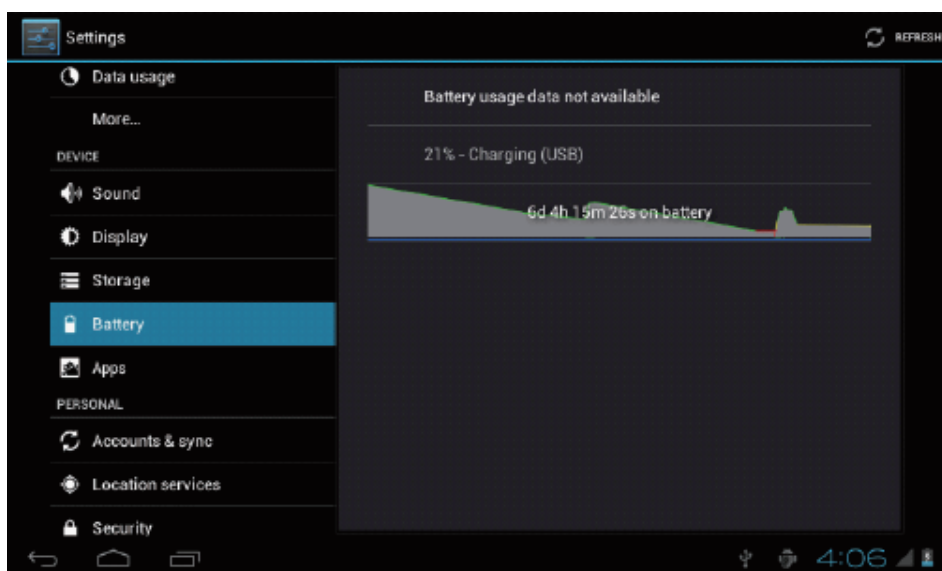 Settings
REFRESH
Data usage
More...
DEVICE
Sound
Display
Storage
Battery
Apps
PERSONAL
Accounts & sync
Location services
Security
Battery usage data not available
21% - Charging (USB)
6d 4h 15m 26s on battery
4:06